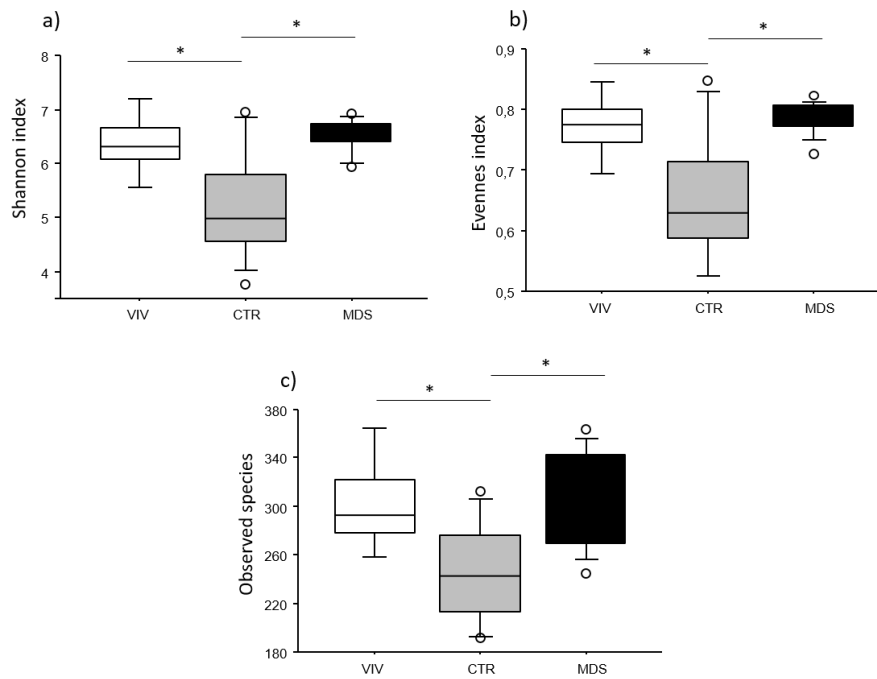 a)
*
*
Shannon index
7
6
5
4
VIV
CTR
MDS
b)
*
*
Evennes index
0,9
0,8
0,7
0,6
0,5
VIV
CTR
MDS
c)
*
*
Observed species
380
340
300
260
220
180
VIV
CTR
MDS